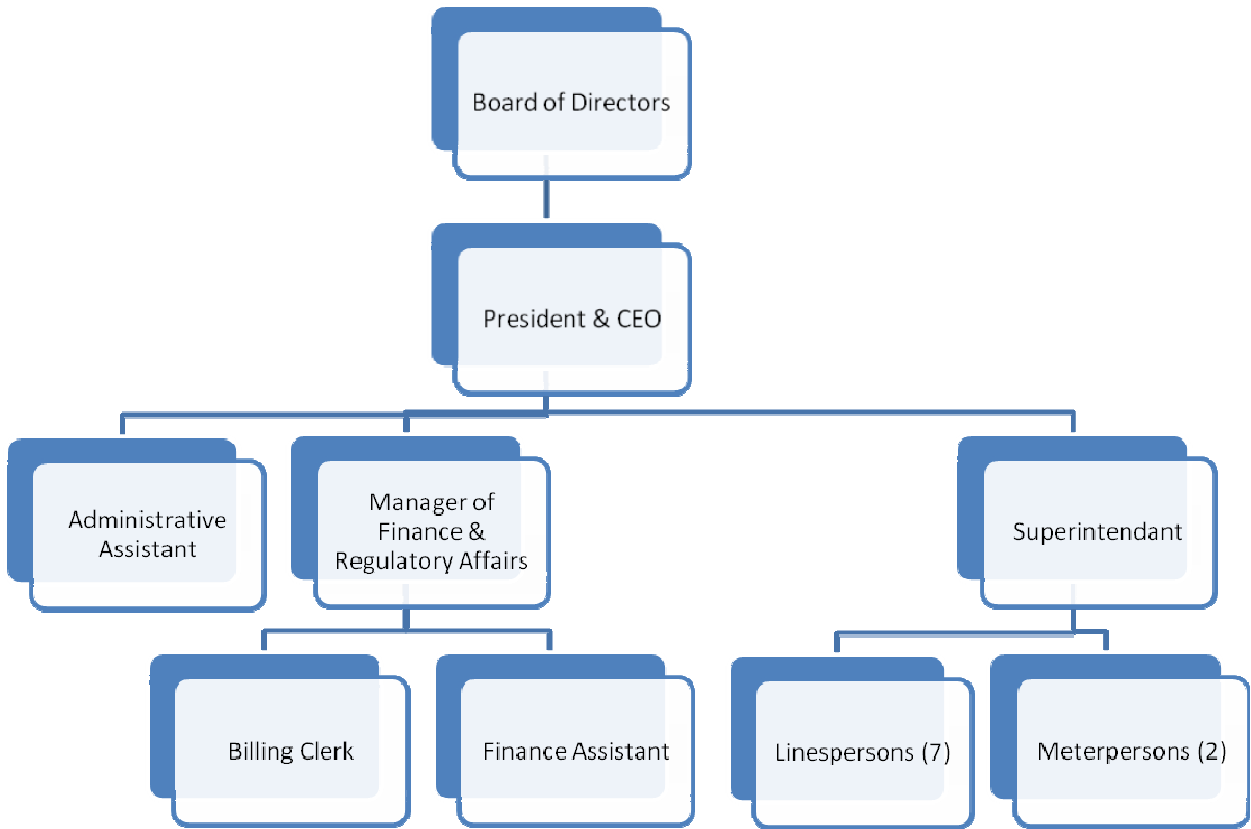 Board of Directors
President & CEO
Administrative
Assistant
Manager of
Finance &
Regulatory Affairs
Superintendant
Billing Clerk
Finance Assistant
Linespersons (7)
Meterpersons (2)